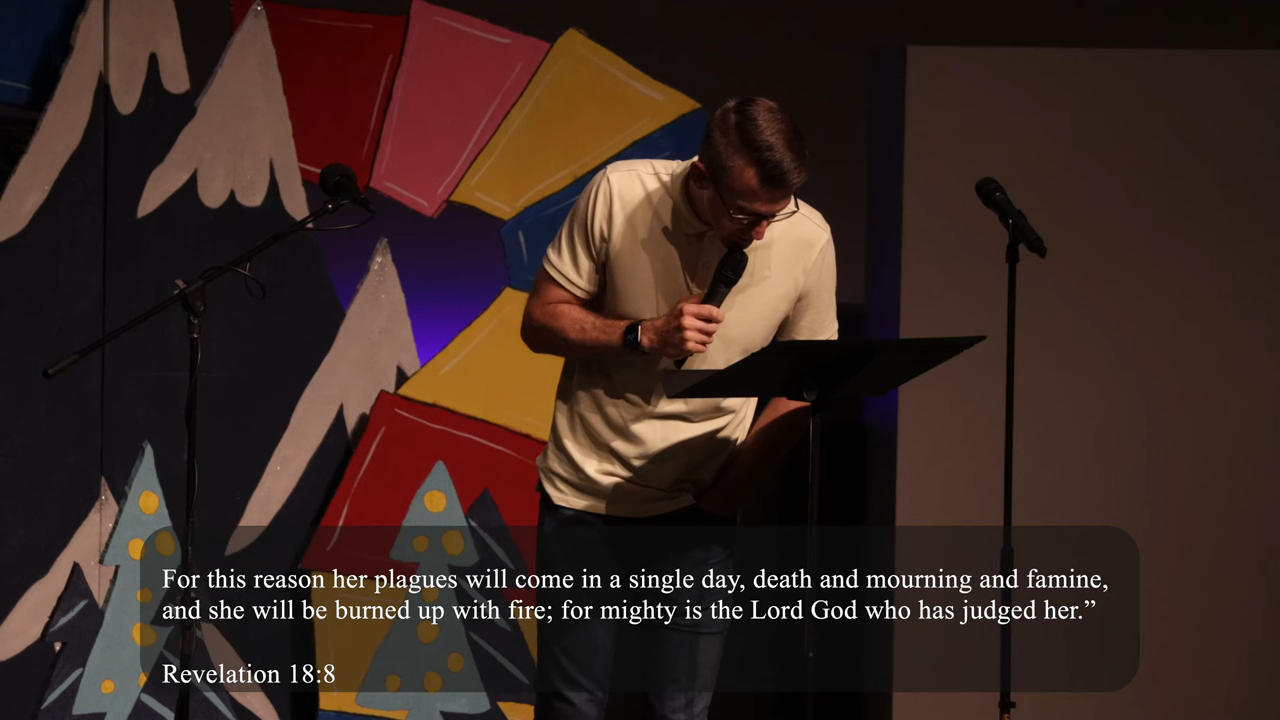 For this reason her plagues will come in a single day, death and mourning and famine,
and she will be burned up with fire; for mighty is the Lord God who has judged her.”
Revelation 18:8